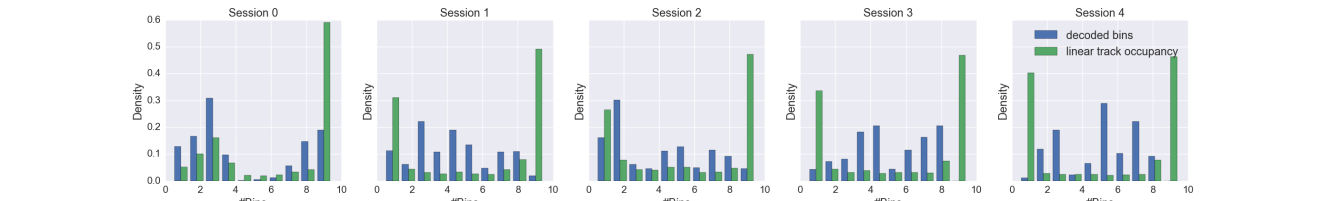 Session 0
Session 1
Session 2
Session 3
Session 4
decoded bins
linear track occupancy
Density
Density
Density
Density
Density
0.6
0.5
0.4
0.3
0.2
0.1
0.0
0 2 4 6 8 10
0 2 4 6 8 10
0 2 4 6 8 10
0 2 4 6 8 10
0 2 4 6 8 10